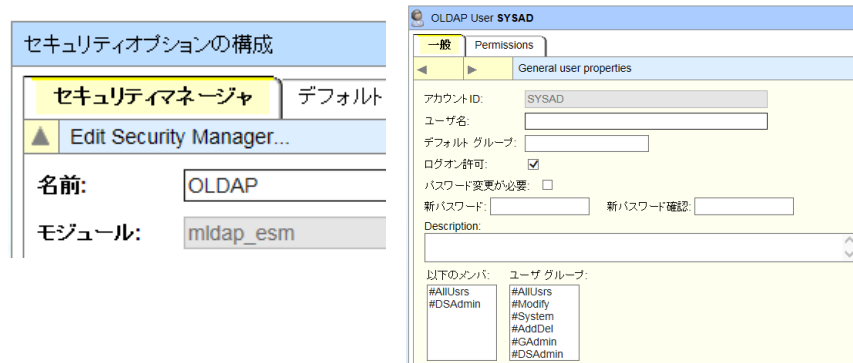 セキュリティオプションの構成
セキュリティマネージャ デフォルト
Edit Security Manager...
名前: OLDAP
モジュール: mldap_esm
OLDAP User SYSAD
一般 Permissions
General user properties
アカウントID: SYSAD
ユーザ名:
デフォルト グループ:
ログオン許可:
パスワード変更が必要:
新パスワード: 新パスワード確認:
Description:
以下のメンバ: ユーザ グループ:
#AllUsrs #AllUsrs
#DSAdmin #Modify
#System
#AddDel
#GAdmin
#DSAdmin